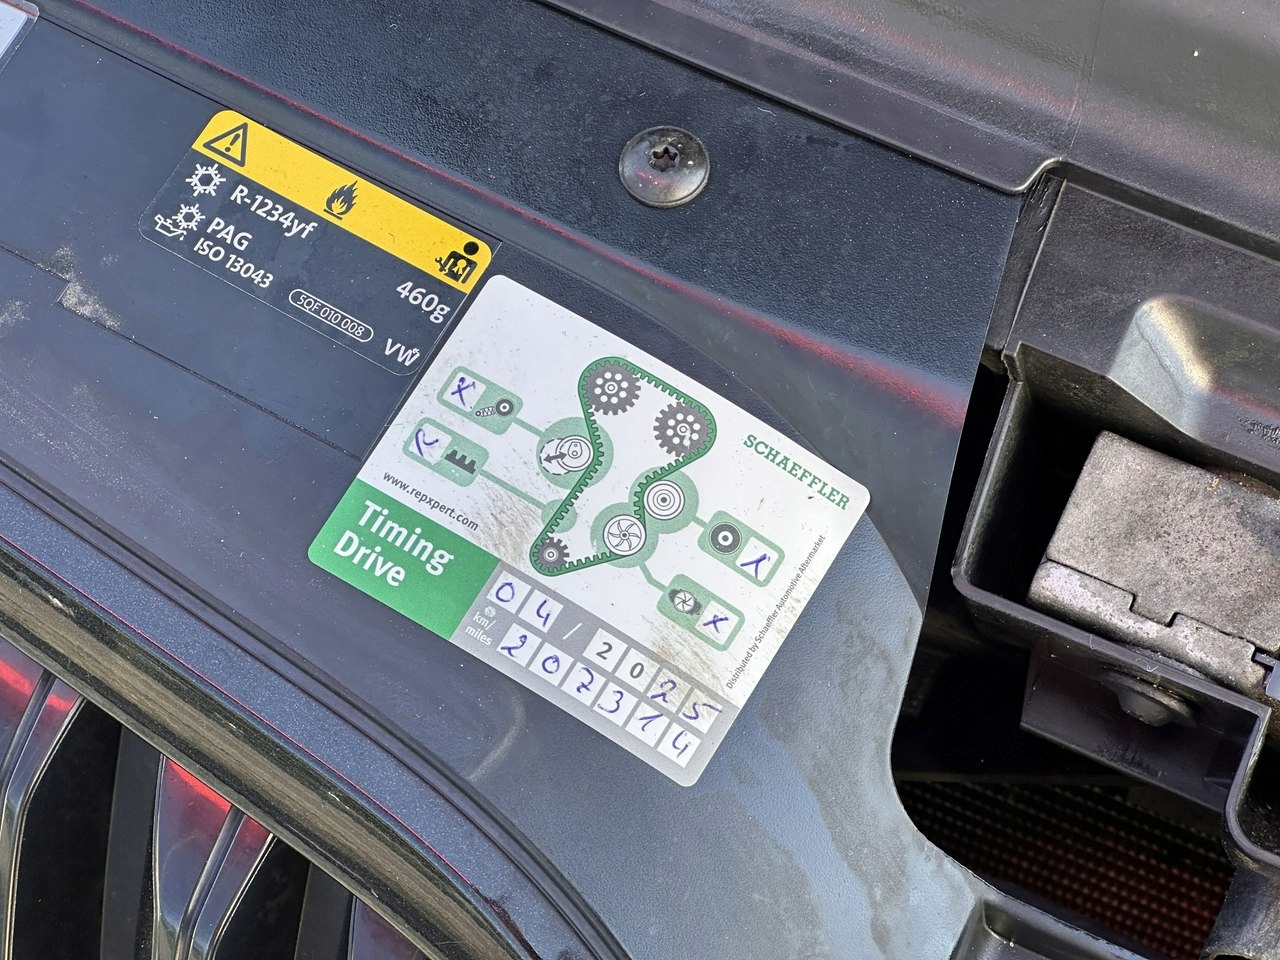 R-1234yf
PAG
ISO 13043
460g
5QF 010 008
VW
SCHAEFFLER
www.repxpert.com
Timing
Drive
Distributed by Schaeffler Automotive Aftermarket
04/2025
km/
miles
207314